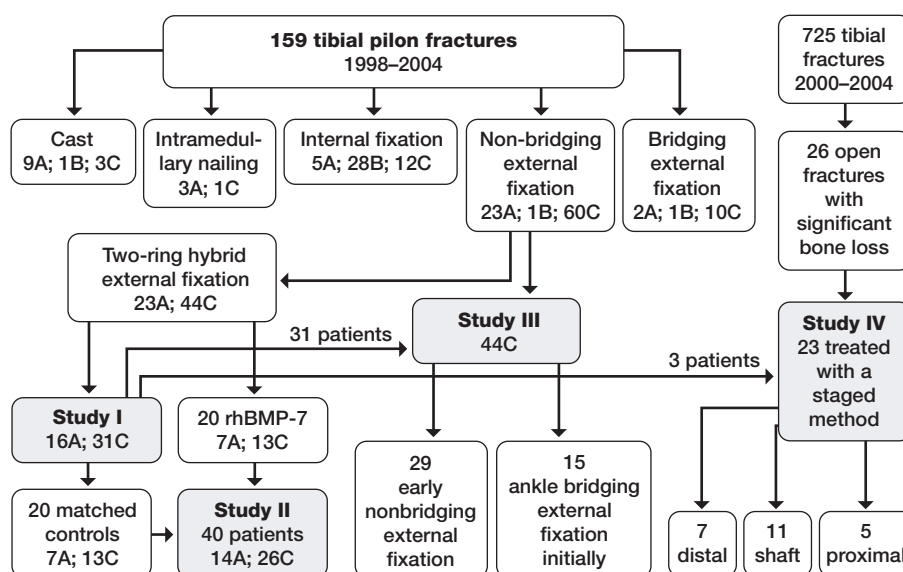 159 tibial pilon fractures
1998–2004
725 tibial
fractures
2000–2004
Cast
9A; 1B; 3C
Intramedul-
lary nailing
3A; 1C
Internal fixation
5A; 28B; 12C
Non-bridging
external
fixation
23A; 1B; 60C
Bridging
external
fixation
2A; 1B; 10C
26 open
fractures
with
significant
bone loss
Two-ring hybrid
external fixation
23A; 44C
31 patients
Study III
44C
3 patients
Study IV
23 treated
with a
staged
method
Study I
16A; 31C
20 rhBMP-7
7A; 13C
29
early
nonbridging
external
fixation
15
ankle bridging
external
fixation
initially
20 matched
controls
7A; 13C
Study II
40 patients
14A; 26C
7
distal
11
shaft
5
proximal